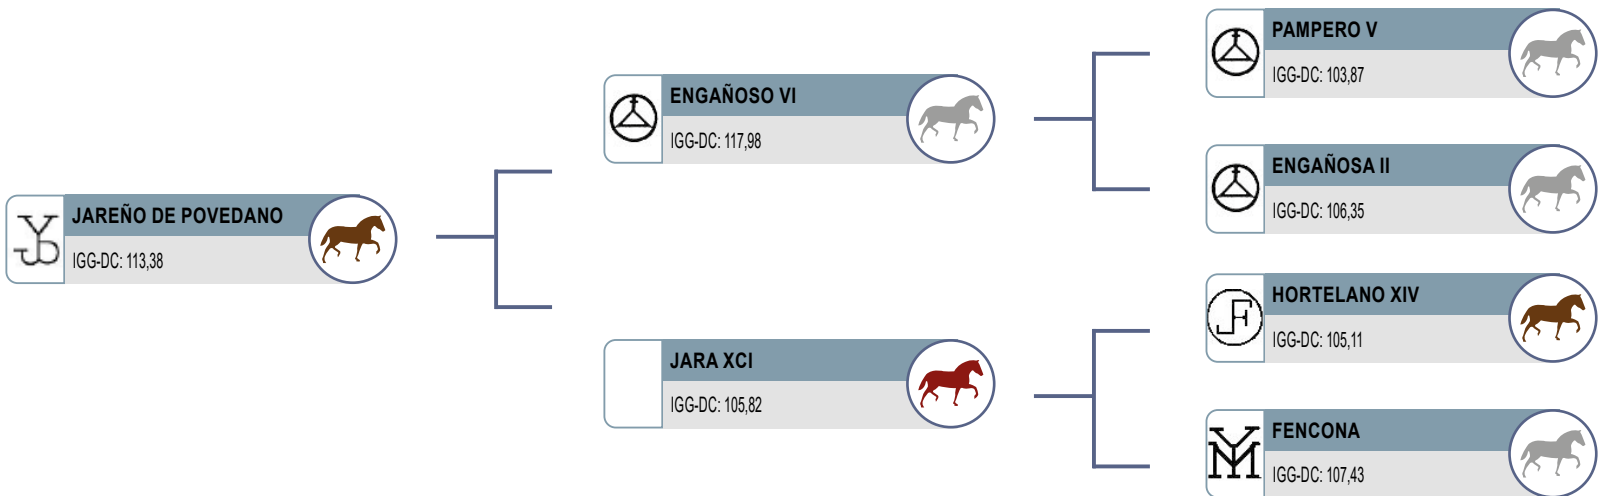 JAREÑO DE POVEDANO
IGG-DC: 113,38
ENGAÑOSO VI
IGG-DC: 117,98
JARA XCI
IGG-DC: 105,82
PAMPERO V
IGG-DC: 103,87
ENGAÑOSA II
IGG-DC: 106,35
HORTELANO XIV
IGG-DC: 105,11
FENCONA
IGG-DC: 107,43